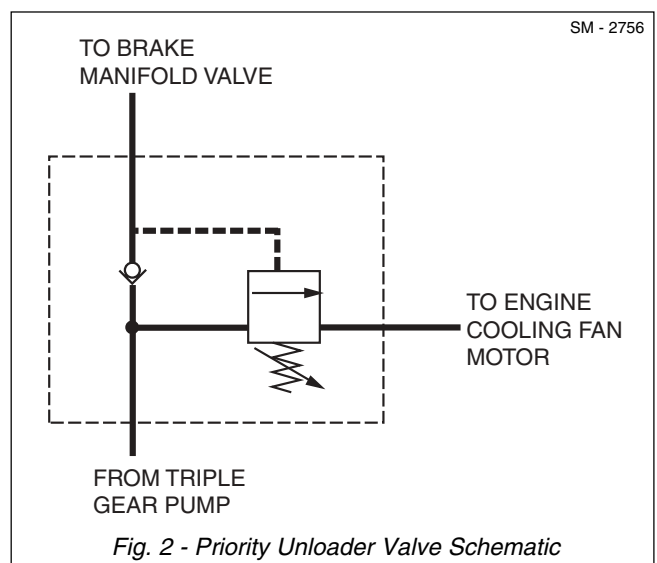 SM - 2756
TO BRAKE
MANIFOLD VALVE
TO ENGINE
COOLING FAN
MOTOR
FROM TRIPLE
GEAR PUMP
Fig. 2 - Priority Unloader Valve Schematic